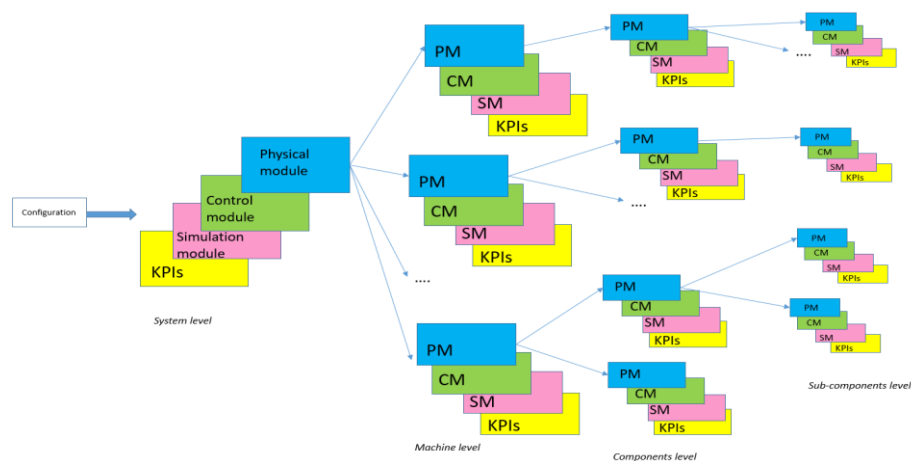 Configuration
Physical
module
Control
module
Simulation
module
KPIs
System level
PM
CM
SM
KPIs
PM
CM
SM
KPIs
....
PM
CM
SM
KPIs
Machine level
PM
CM
SM
KPIs
....
PM
CM
SM
KPIs
....
PM
CM
SM
KPIs
PM
CM
SM
KPIs
Components level
PM
CM
SM
KPIs
PM
CM
SM
KPIs
PM
CM
SM
KPIs
PM
CM
SM
KPIs
Sub-components level